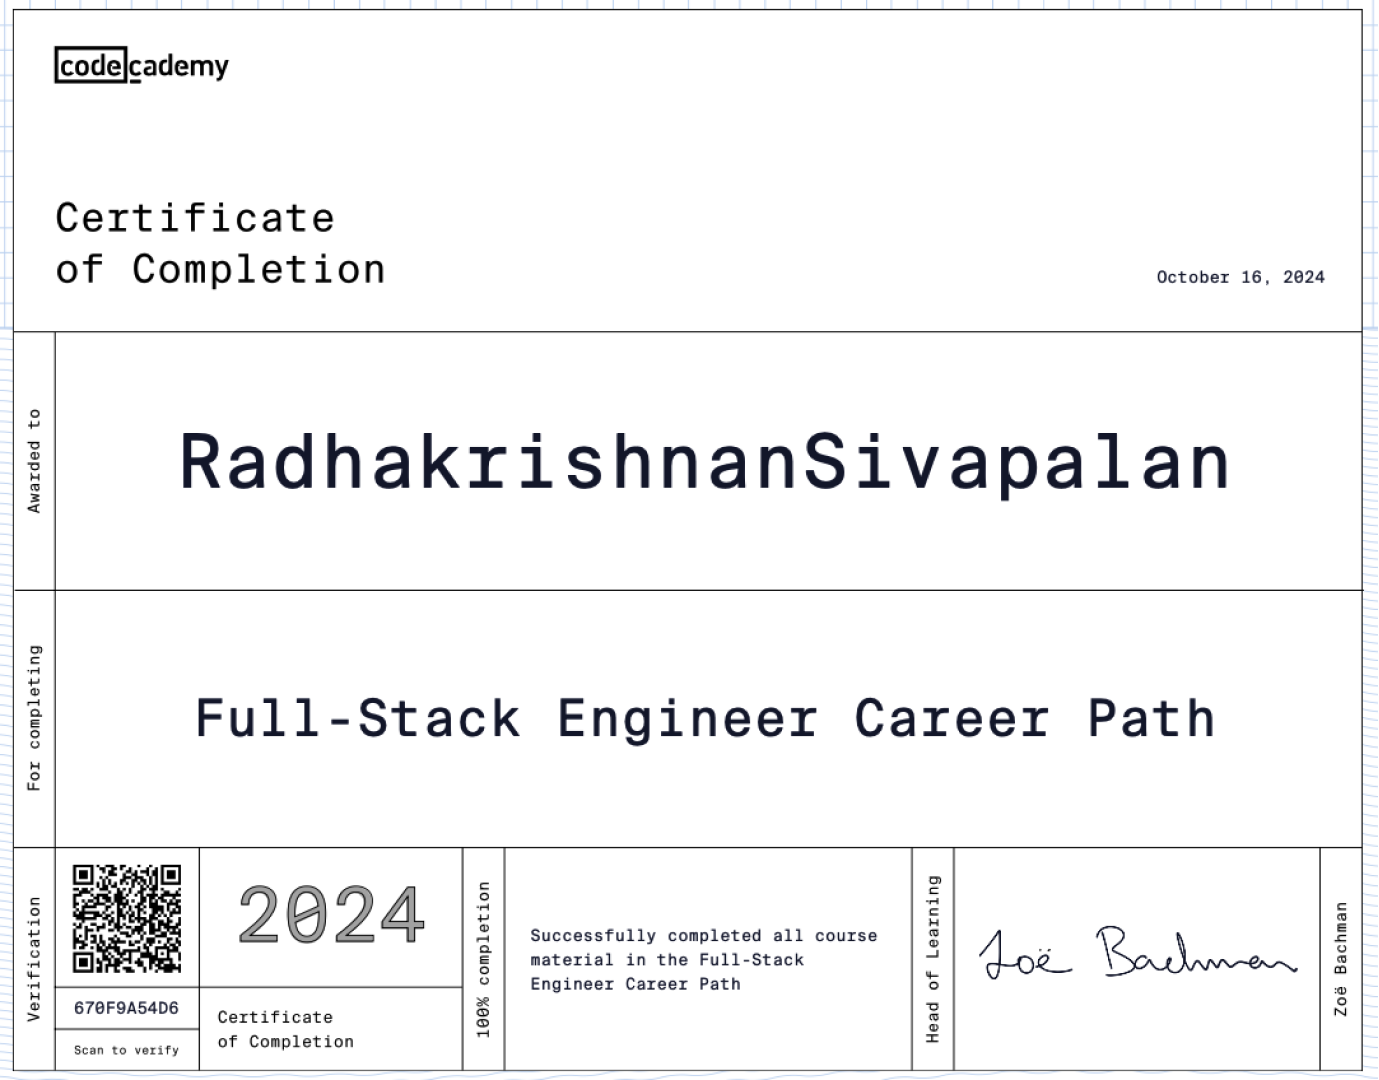 codecademy
Certificate
of Completion
October 16, 2024
Awarded to
RadhakrishnanSivapalan
For completing
Full-Stack Engineer Career Path
Verification
670F9A54D6
Scan to verify
2024
Certificate
of Completion
100% completion
Successfully completed all course
material in the Full-Stack
Engineer Career Path
Head of Learning
Zoë Bachman
Zoë Bachman